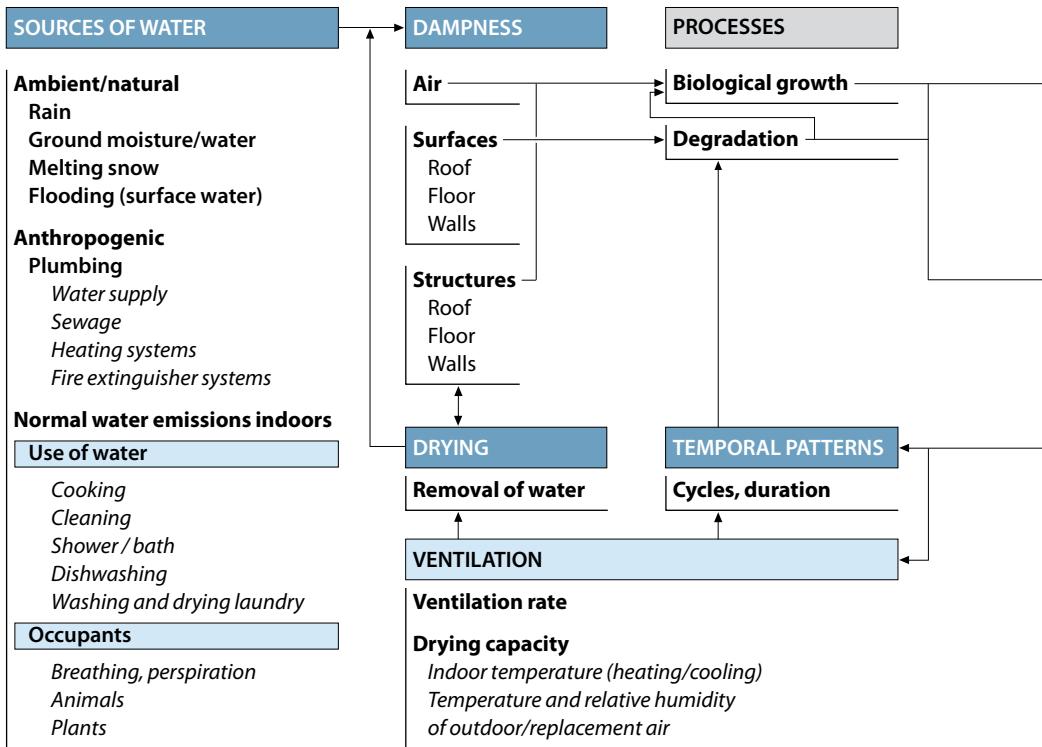 SOURCES OF WATER
Ambient/natural
Rain
Ground moisture/water
Melting snow
Flooding (surface water)
Anthropogenic
Plumbing
Water supply
Sewage
Heating systems
Fire extinguisher systems
Normal water emissions indoors
Use of water
Cooking
Cleaning
Shower / bath
Dishwashing
Washing and drying laundry
Occupants
Breathing, perspiration
Animals
Plants
DAMPNESS
Air
Surfaces
Roof
Floor
Walls
Structures
Roof
Floor
Walls
DRYING
Removal of water
PROCESSES
Biological growth
Degradation
TEMPORAL PATTERNS
Cycles, duration
VENTILATION
Ventilation rate
Drying capacity
Indoor temperature (heating/cooling)
Temperature and relative humidity
of outdoor/replacement air